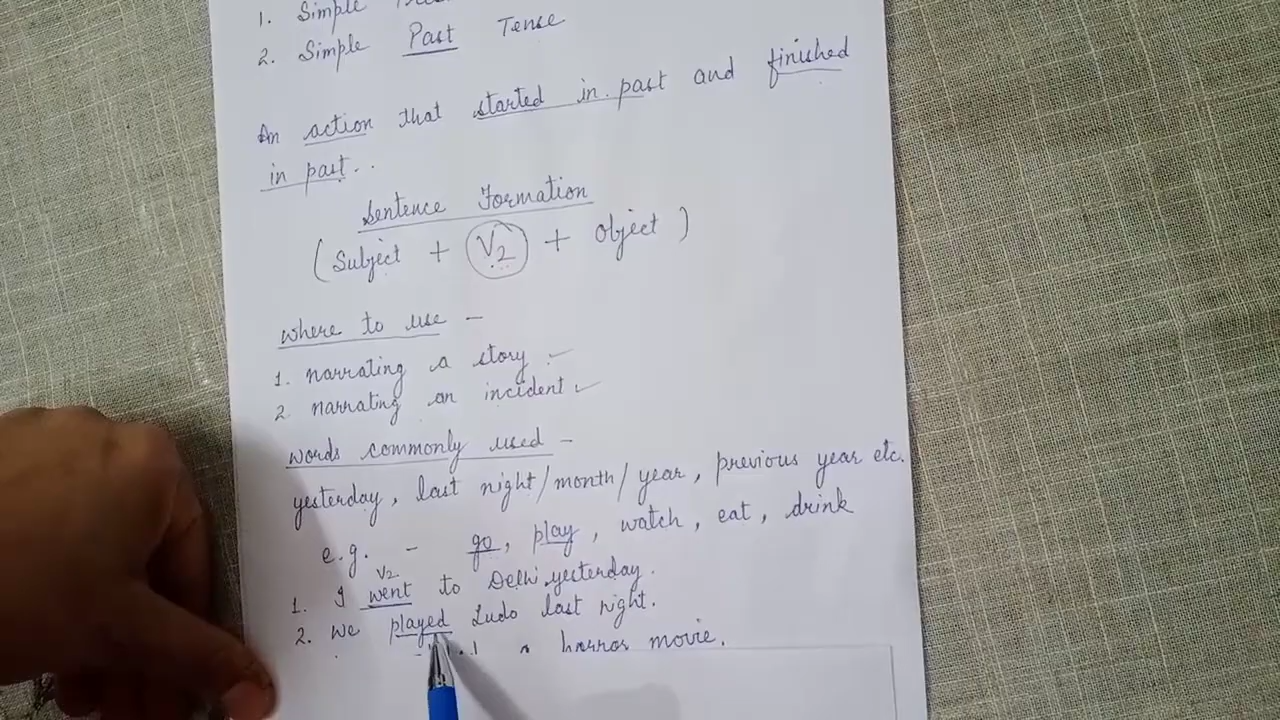 1. Simple
2. Simple Past Tense
An action that started in past and finished
in past..
Sentence Formation
(Subject + V2 + Object)
where to use -
1. narrating a story
2. narrating an incident
words commonly used -
yesterday, last night/month/year, previous year etc.
e.g. - go, play, watch, eat, drink
V2
1. I went to Delhi yesterday.
2. We played Ludo last night.
a horror movie.